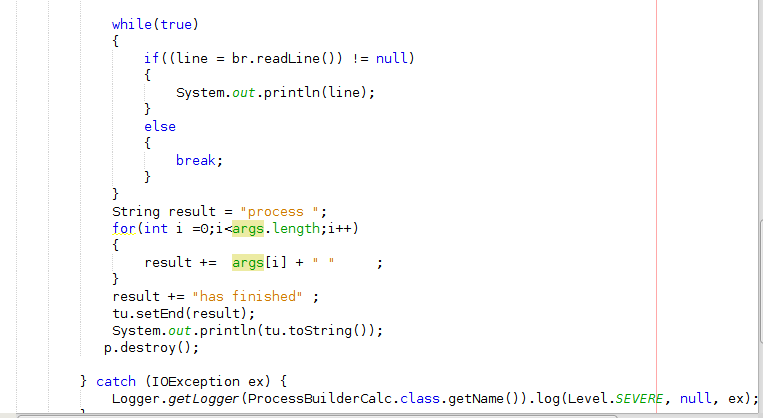 while(true)
{
if((line = br.readLine()) != null)
{
System.out.println(line);
}
else
{
break;
}
}
String result = "process ";
for(int i =0;i<args.length;i++)
{
result +=  args[i] + " "     ;
}
result += "has finished" ;
tu.setEnd(result);
System.out.println(tu.toString());
p.destroy();
} catch (IOException ex) {
Logger.getLogger(ProcessBuilderCalc.class.getName()).log(Level.SEVERE, null, ex);
}